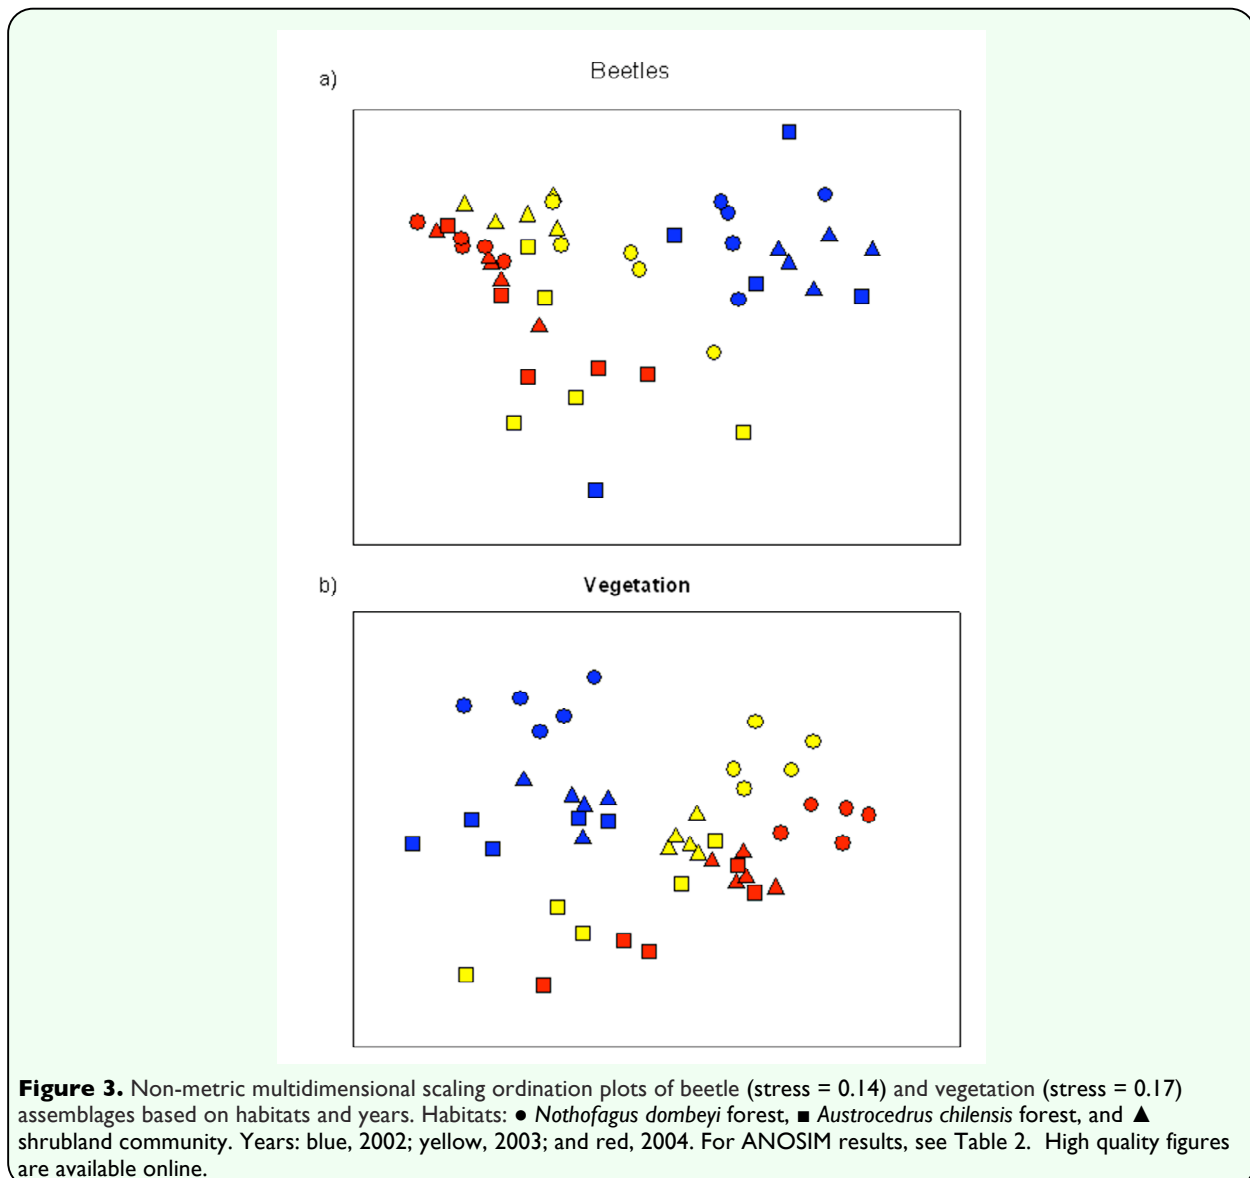 a)
Beetles
b)
Vegetation
Figure 3. Non-metric multidimensional scaling ordination plots of beetle (stress = 0.14) and vegetation (stress = 0.17)
assemblages based on habitats and years. Habitats: ● Nothofagus dombeyi forest, ■ Austrocedrus chilensis forest, and ▲
shrubland community. Years: blue, 2002; yellow, 2003; and red, 2004. For ANOSIM results, see Table 2. High quality figures
are available online.